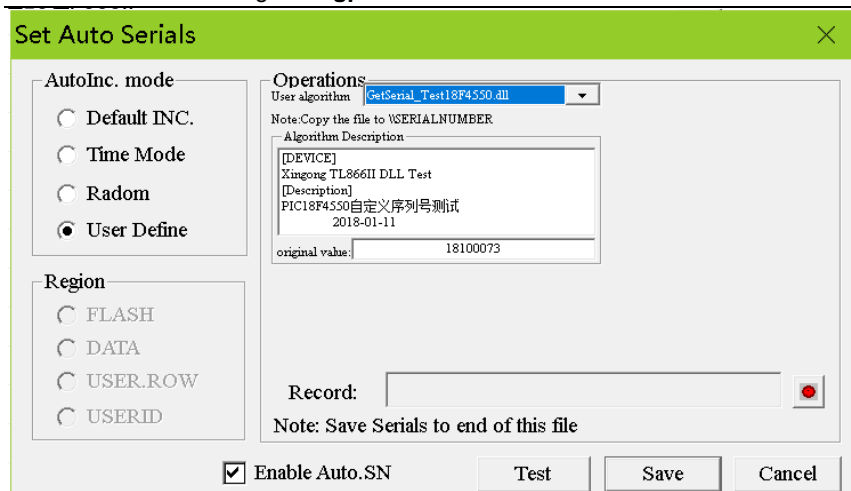 Set Auto Serials
AutoInc. mode
Default INC.
Time Mode
Radom
User Define
Region
FLASH
DATA
USER.ROW
USERID
Operations
User algorithm GetSerial_Test18F4550.dll
Note:Copy the file to \\SERIALNUMBER
Algorithm Description
[DEVICE]
Xingong TL866II DLL Test
[Description]
PIC18F4550自定义序列号测试
2018-01-11
original value: 18100073
Record:
Note: Save Serials to end of this file
Enable Auto.SN
Test
Save
Cancel